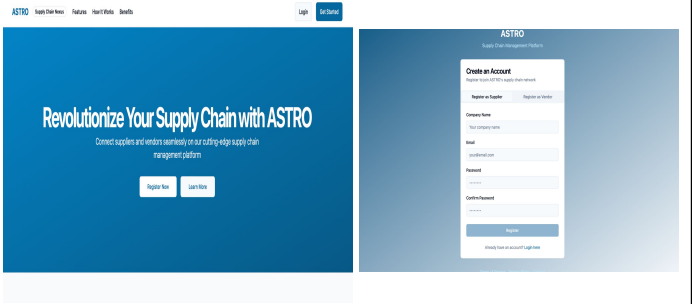 ASTRO Supply Chain Nexus Features How It Works Benefits Login Get Started
Revolutionize Your Supply Chain with ASTRO
Connect suppliers and vendors seamlessly on our cutting-edge supply chain
management platform
Register Now Learn More
ASTRO
Supply Chain Management Platform
Create an Account
Register to join ASTRO's supply chain network
Register as Supplier Register as Vendor
Company Name
Your company name
Email
your@email.com
Password
Confirm Password
Register
Already have an account? Login here